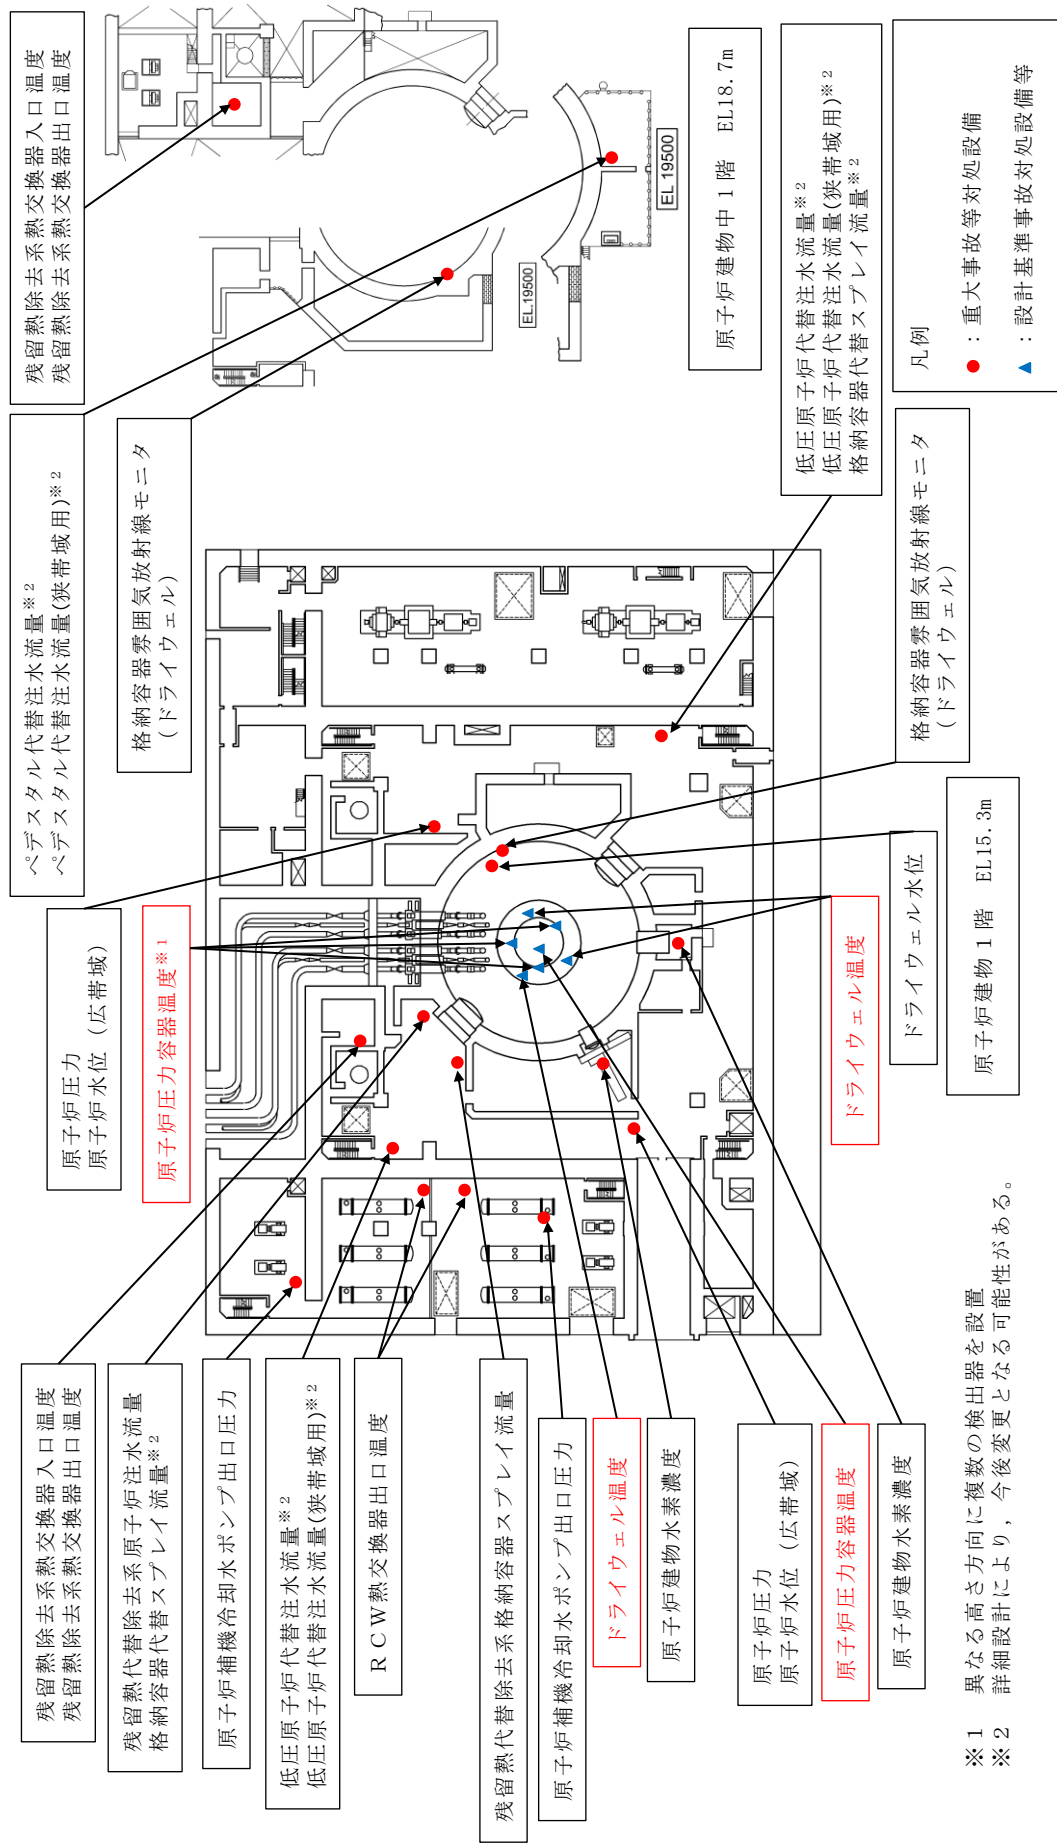 残留熱除去系熱交換器入口温度
残留熱除去系熱交換器出口温度
残留熱代替除去系原子炉注水流量
格納容器代替スプレイ流量※2
原子炉補機冷却水ポンプ出口圧力
低圧原子炉代替注水流量※2
低圧原子炉代替注水流量(狭帯域用)※2
RCW熱交換器出口温度
残留熱代替除去系格納容器スプレイ流量
原子炉補機冷却水ポンプ出口圧力
ドライウェル温度
原子炉建物水素濃度
原子炉圧力
原子炉水位(広帯域)
原子炉圧力容器温度
原子炉建物水素濃度
※1 異なる高さ方向に複数の検出器を設置
※2 詳細設計により,今後変更となる可能性がある。
原子炉圧力
原子炉水位(広帯域)
原子炉圧力容器温度※1
ドライウェル温度
ドライウェル水位
原子炉建物1階 EL15.3m
ペデスタル代替注水流量※2
ペデスタル代替注水流量(狭帯域用)※2
格納容器雰囲気放射線モニタ
(ドライウェル)
格納容器雰囲気放射線モニタ
(ドライウェル)
残留熱除去系熱交換器入口温度
残留熱除去系熱交換器出口温度
EL.19500
EL 19500
原子炉建物中1階 EL18.7m
低圧原子炉代替注水流量※2
低圧原子炉代替注水流量(狭帯域用)※2
格納容器代替スプレイ流量※2
凡例
●:重大事故等対処設備
▲:設計基準事故対処設備等